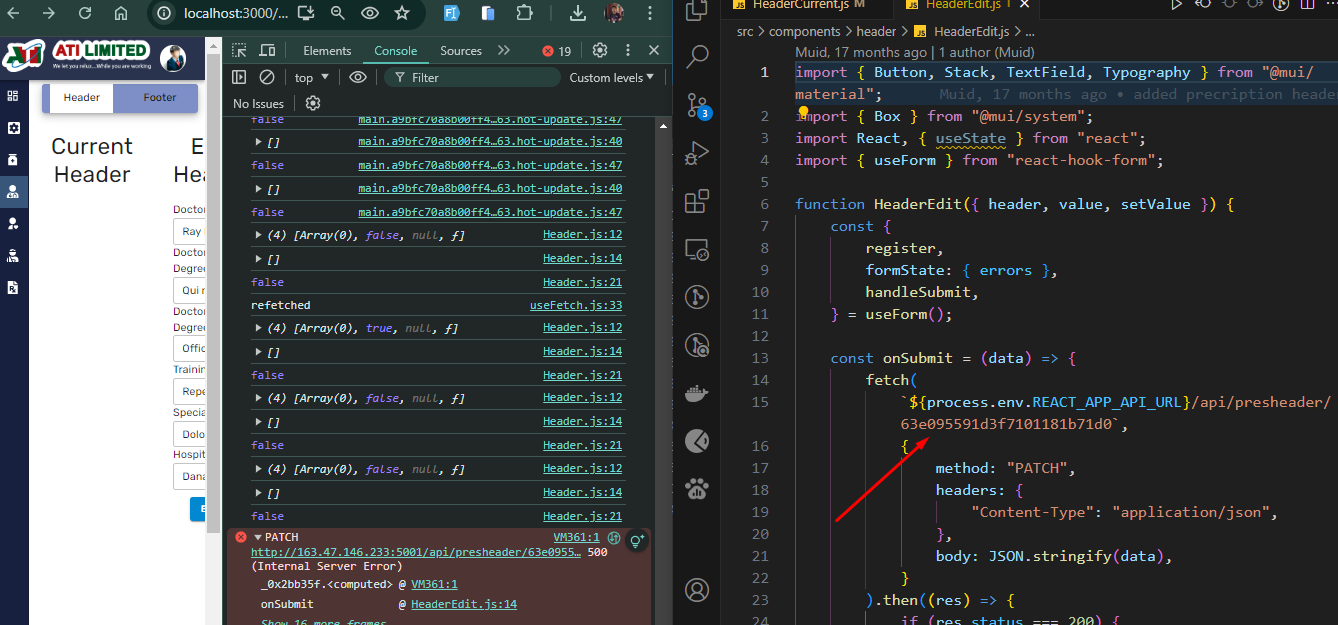 localhost:3000/...
ATI LIMITED
We let you relax...While you are working
Header
Footer
Current
Header
E
Hea
Doctor
Ray
Doctor
Degree
Qui
Doctor
Degree
Offic
Training
Repe
Specia
Dolo
Hospit
Dana
E
Elements
Console
Sources
19
top
Filter
Custom levels
No Issues
false main.a9bfc70a8b00ff4…63.hot-update.js:47
[] main.a9bfc70a8b00ff4…63.hot-update.js:40
false main.a9bfc70a8b00ff4…63.hot-update.js:47
[] main.a9bfc70a8b00ff4…63.hot-update.js:40
false main.a9bfc70a8b00ff4…63.hot-update.js:47
(4) [Array(0), false, null, ƒ] Header.js:12
[] Header.js:14
false Header.js:21
refetched useFetch.js:33
(4) [Array(0), true, null, ƒ] Header.js:12
[] Header.js:14
false Header.js:21
(4) [Array(0), false, null, ƒ] Header.js:12
[] Header.js:14
false Header.js:21
(4) [Array(0), false, null, ƒ] Header.js:12
[] Header.js:14
false Header.js:21
PATCH VM361:1
http://163.47.146.233:5001/api/presheader/63e0955… 500
(Internal Server Error)
_0x2bb35f.<computed> @ VM361:1
onSubmit @ HeaderEdit.js:14
Show 16 more frames
3
JS HeaderCurrent.js M
JS HeaderEdit.js 1
src > components > header > JS HeaderEdit.js > ...
Muid, 17 months ago | 1 author (Muid)
1 import { Button, Stack, TextField, Typography } from "@mui/
material"; Muid, 17 months ago • added precription header
2 import { Box } from "@mui/system";
3 import React, { useState } from "react";
4 import { useForm } from "react-hook-form";
5
6 function HeaderEdit({ header, value, setValue }) {
7 const {
8 register,
9 formState: { errors },
10 handleSubmit,
11 } = useForm();
12
13 const onSubmit = (data) => {
14 fetch(
15 `${process.env.REACT_APP_API_URL}/api/presheader/
63e095591d3f7101181b71d0`,
16 {
17 method: "PATCH",
18 headers: {
19 "Content-Type": "application/json",
20 },
21 body: JSON.stringify(data),
22 }
23 ).then((res) => {
24 if (res.status === 200) {